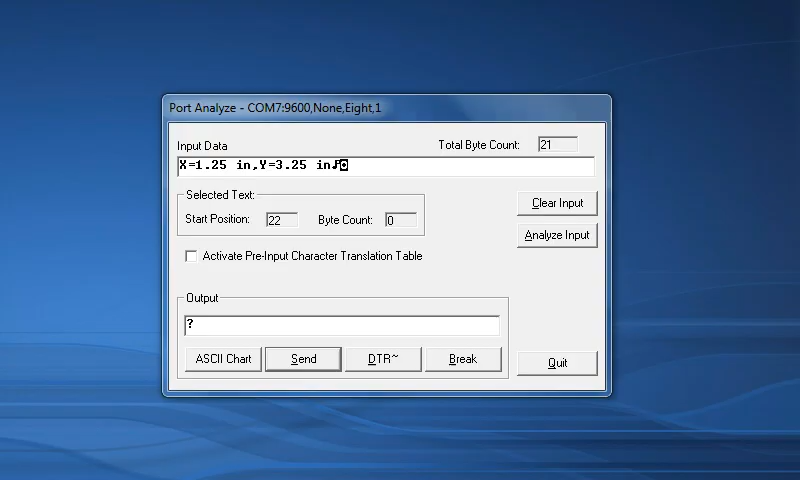 Port Analyze - COM7:9600,None,Eight,1
Input Data
Total Byte Count: 21
X=1.25 in,Y=3.25 in♪◙
Selected Text:
Start Position: 22 Byte Count: 0
Clear Input
Analyze Input
Activate Pre-Input Character Translation Table
Output
?
ASCII Chart Send DTR~ Break
Quit